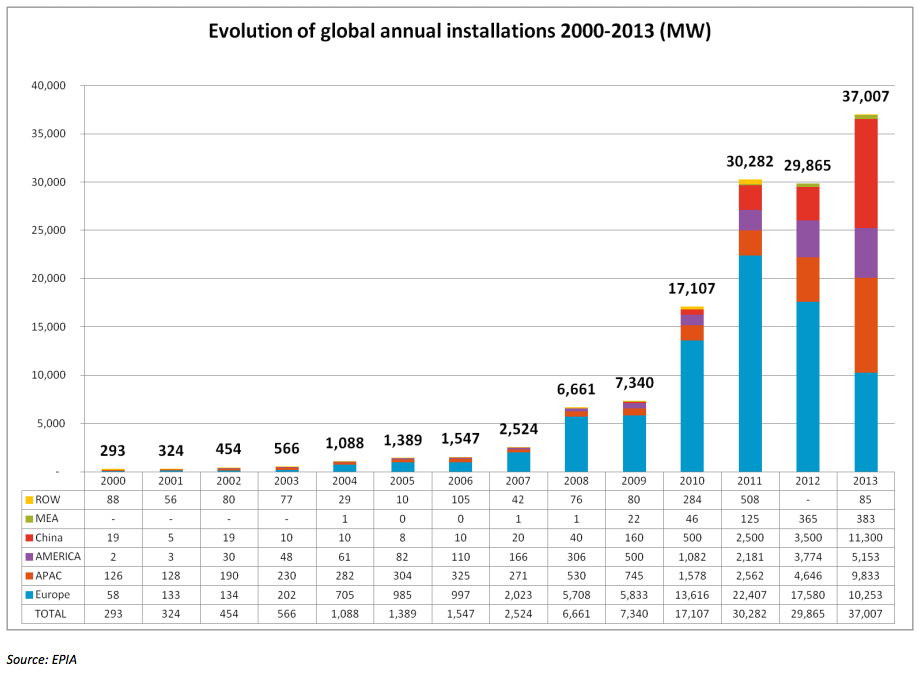 Evolution of global annual installations 2000-2013 (MW)
40,000
35,000
30,000
25,000
20,000
15,000
10,000
5,000
-
293 324 454 566 1,088 1,389 1,547 2,524 6,661 7,340 17,107 30,282 29,865 37,007
2000 2001 2002 2003 2004 2005 2006 2007 2008 2009 2010 2011 2012 2013
ROW 88 56 80 77 29 10 105 42 76 80 284 508 - 85
MEA - - - - 1 0 0 1 1 22 46 125 365 383
China 19 5 19 10 10 8 10 20 40 160 500 2,500 3,500 11,300
AMERICA 2 3 30 48 61 82 110 166 306 500 1,082 2,181 3,774 5,153
APAC 126 128 190 230 282 304 325 271 530 745 1,578 2,562 4,646 9,833
Europe 58 133 134 202 705 985 997 2,023 5,708 5,833 13,616 22,407 17,580 10,253
TOTAL 293 324 454 566 1,088 1,389 1,547 2,524 6,661 7,340 17,107 30,282 29,865 37,007
Source: EPIA